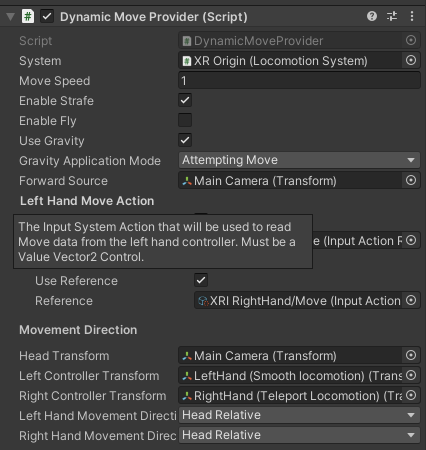 Dynamic Move Provider (Script)
Script DynamicMoveProvider
System XR Origin (Locomotion System)
Move Speed 1
Enable Strafe
Enable Fly
Use Gravity
Gravity Application Mode Attempting Move
Forward Source Main Camera (Transform)
Left Hand Move Action
The Input System Action that will be used to read
Move data from the left hand controller. Must be a
Value Vector2 Control.
e (Input Action R
Use Reference
Reference XRI RightHand/Move (Input Action
Movement Direction
Head Transform Main Camera (Transform)
Left Controller Transform LeftHand (Smooth locomotion) (Trans
Right Controller Transform RightHand (Teleport Locomotion) (Tra
Left Hand Movement Directi Head Relative
Right Hand Movement Direc Head Relative